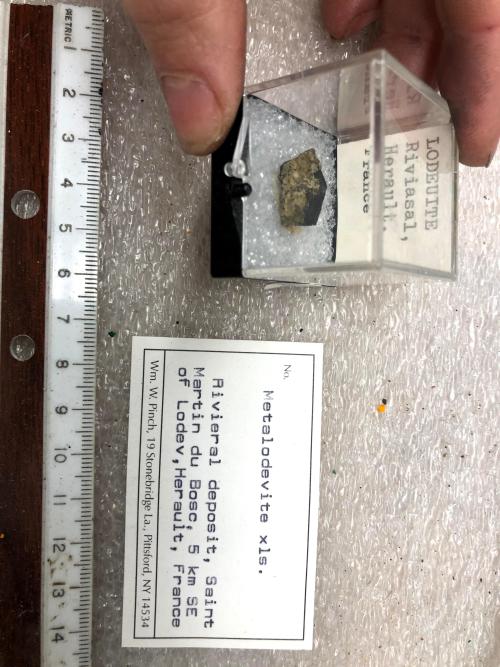 METRIC 1
2
3
4
5
6
7
8
9
10
11
12
13
14
LODEUITE
Riviasal,
Herault.
France
No.
Metalodevite xls.
Rivieral deposit, Saint
Martin du Bosc, 5 km SE
of Lodev, Herault, France
Wm. W. Pinch, 19 Stonebridge La., Pittsford, NY 14534